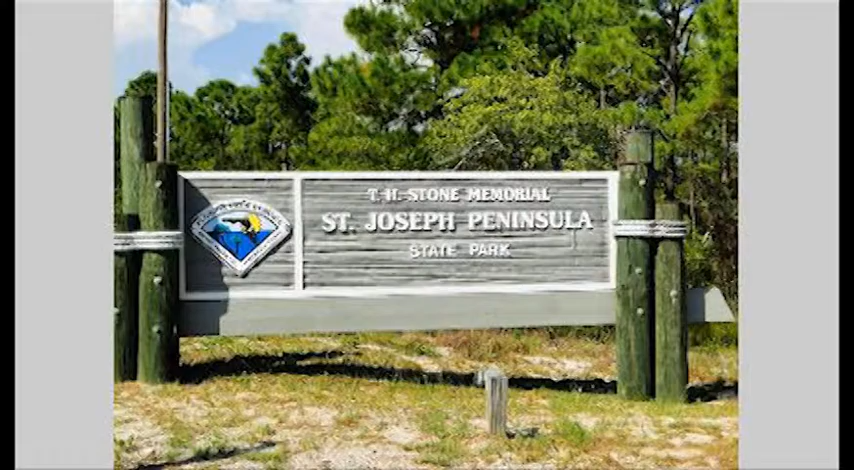 T. H. STONE MEMORIAL
ST. JOSEPH PENINSULA
STATE PARK